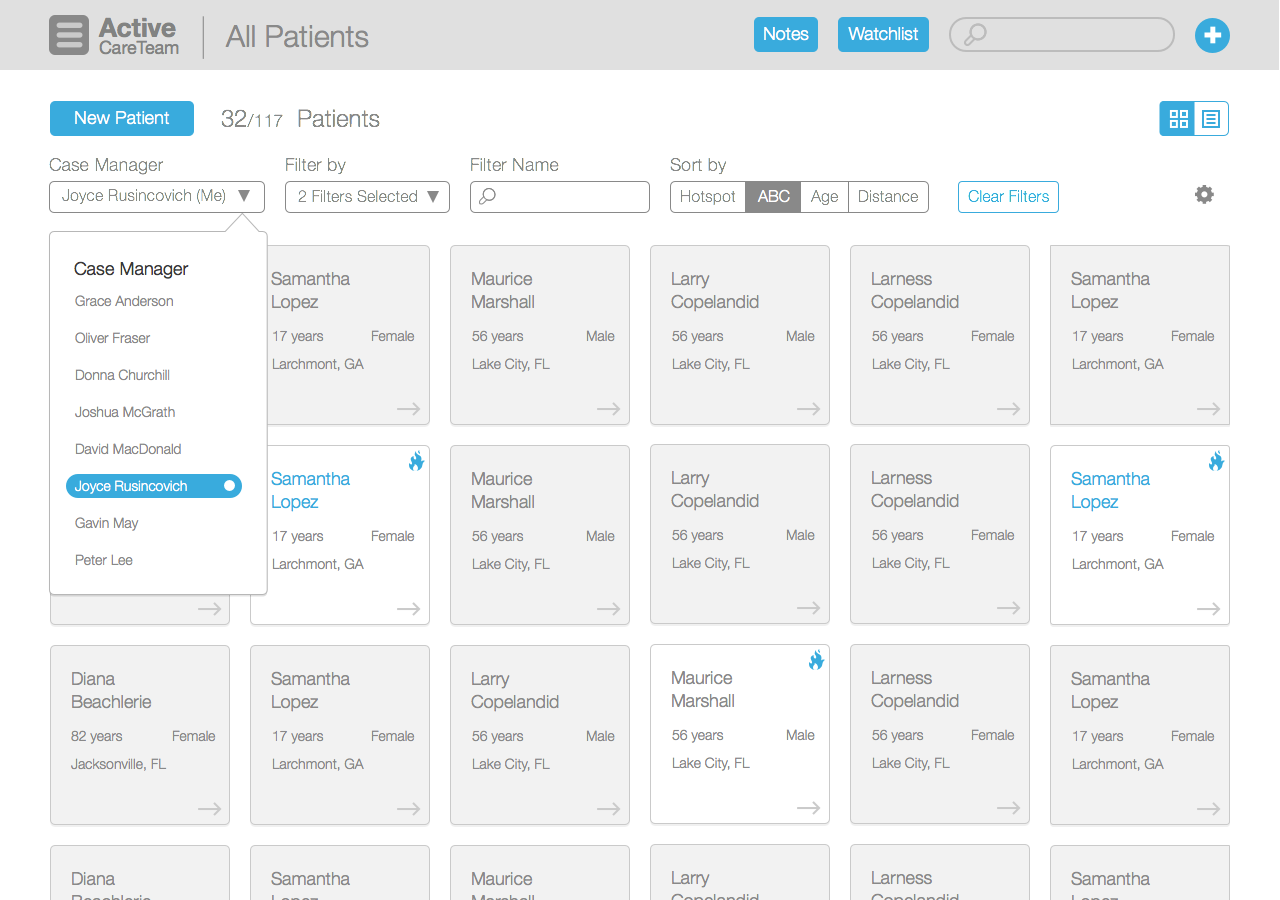 Active
CareTeam
All Patients
Notes
Watchlist
New Patient
32/117 Patients
Case Manager
Filter by
Filter Name
Sort by
Joyce Rusincovich (Me)
2 Filters Selected
Hotspot
ABC
Age
Distance
Clear Filters
Case Manager
Grace Anderson
Oliver Fraser
Donna Churchill
Joshua McGrath
David MacDonald
Joyce Rusincovich
Gavin May
Peter Lee
Samantha
Lopez
17 years Female
Larchmont, GA
Maurice
Marshall
56 years Male
Lake City, FL
Larry
Copelandid
56 years Male
Lake City, FL
Larness
Copelandid
56 years Female
Lake City, FL
Samantha
Lopez
17 years Female
Larchmont, GA
Samantha
Lopez
17 years Female
Larchmont, GA
Maurice
Marshall
56 years Male
Lake City, FL
Larry
Copelandid
56 years Male
Lake City, FL
Larness
Copelandid
56 years Female
Lake City, FL
Samantha
Lopez
17 years Female
Larchmont, GA
Diana
Beachlerie
82 years Female
Jacksonville, FL
Samantha
Lopez
17 years Female
Larchmont, GA
Larry
Copelandid
56 years Male
Lake City, FL
Maurice
Marshall
56 years Male
Lake City, FL
Larness
Copelandid
56 years Female
Lake City, FL
Samantha
Lopez
17 years Female
Larchmont, GA
Diana
Beachlerie
Samantha
Lopez
Maurice
Marshall
Larry
Copelandid
Larness
Copelandid
Samantha
Lopez